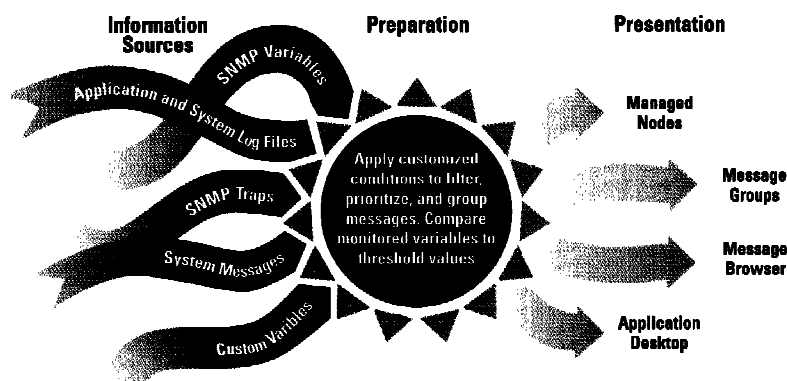 Information
Sources
Preparation
Presentation
SNMP Variables
Application and System Log Files
SNMP Traps
System Messages
Custom Varibles
Apply customized
conditions to filter,
prioritize, and group
messages. Compare
monitored variables to
threshold values
Managed
Nodes
Message
Groups
Message
Browser
Application
Desktop